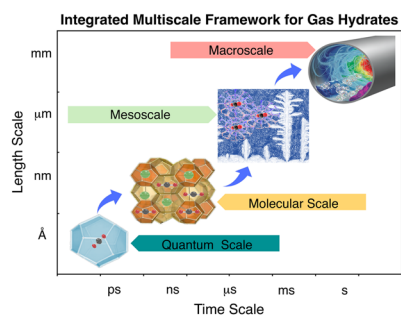 Integrated Multiscale Framework for Gas Hydrates
Length Scale
mm
μm
nm
Å
Macroscale
Mesoscale
Molecular Scale
Quantum Scale
ps ns μs ms s
Time Scale